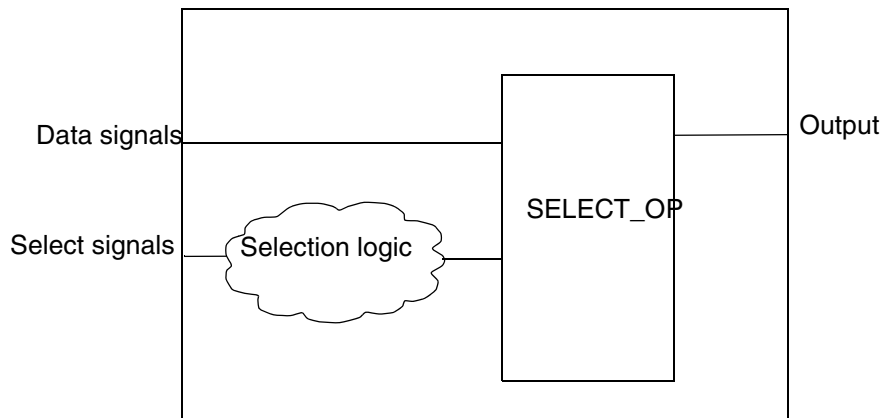 Data signals
Output
SELECT_OP
Select signals
Selection logic